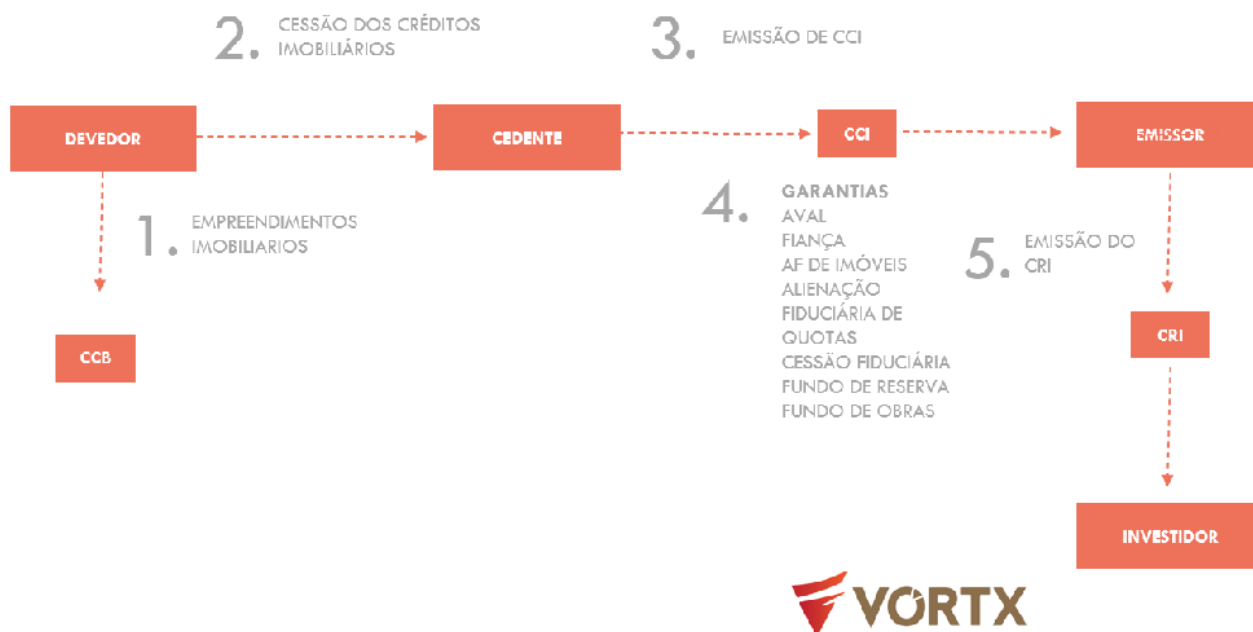 2.
CESSÃO DOS CRÉDITOS
IMOBILIÁRIOS
3.
EMISSÃO DE CCI
DEVEDOR
CEDENTE
CCI
EMISSOR
1.
EMPREENDIMENTOS
IMOBILIARIOS
4.
GARANTIAS
AVAL
FIANÇA
AF DE IMÓVEIS
ALIENAÇÃO
FIDUCIÁRIA DE
QUOTAS
CESSÃO FIDUCIÁRIA
FUNDO DE RESERVA
FUNDO DE OBRAS
5.
EMISSÃO DO
CRI
CCB
CRI
INVESTIDOR
VÓRTX